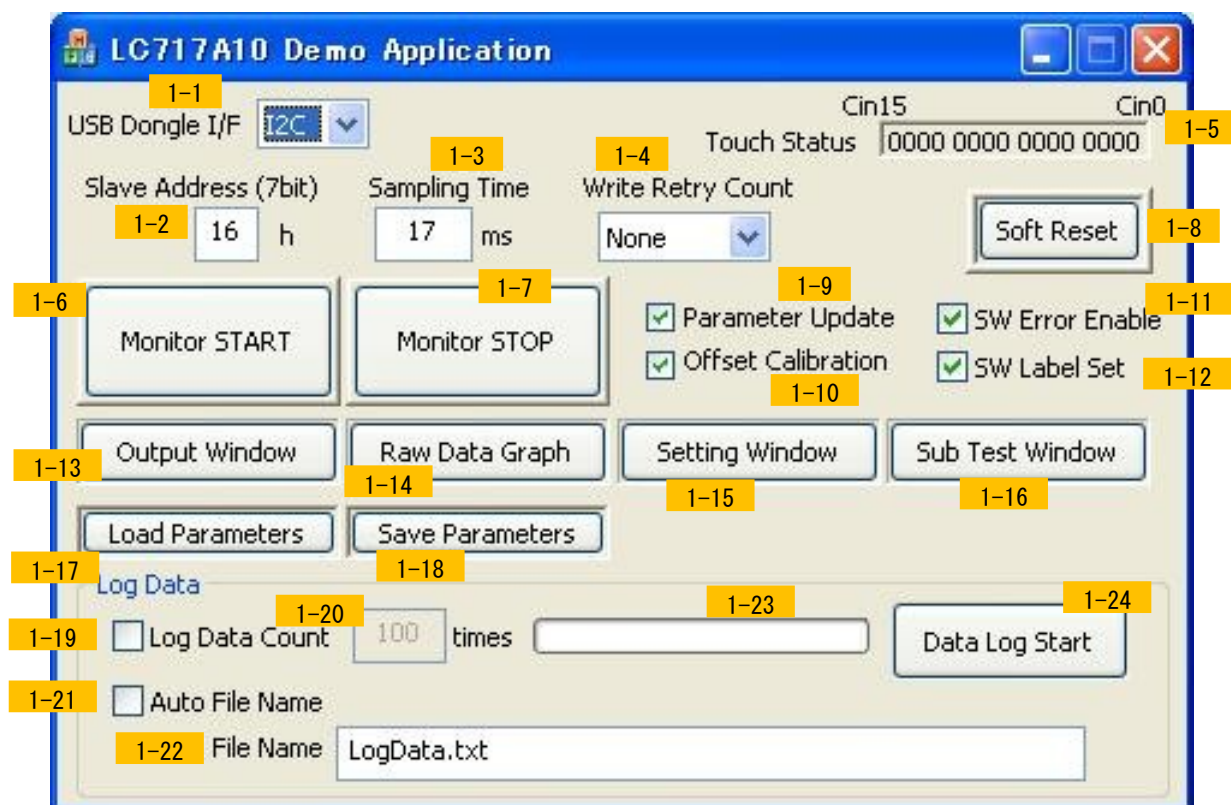 LC717A10 Demo Application
1-1
Cin15 Cin0
USB Dongle I/F I2C
Touch Status 0000 0000 0000 0000 1-5
1-3 1-4
Slave Address (7bit) Sampling Time Write Retry Count
1-2 16 h 17 ms None Soft Reset 1-8
1-6 1-7 1-9 1-11
Monitor START Monitor STOP Parameter Update SW Error Enable
Offset Calibration SW Label Set 1-12
1-10
Output Window Raw Data Graph Setting Window Sub Test Window
1-13 1-14 1-15 1-16
Load Parameters Save Parameters
1-17 1-18
Log Data
1-20 1-23 1-24
1-19 Log Data Count 100 times Data Log Start
1-21 Auto File Name
1-22 File Name LogData.txt